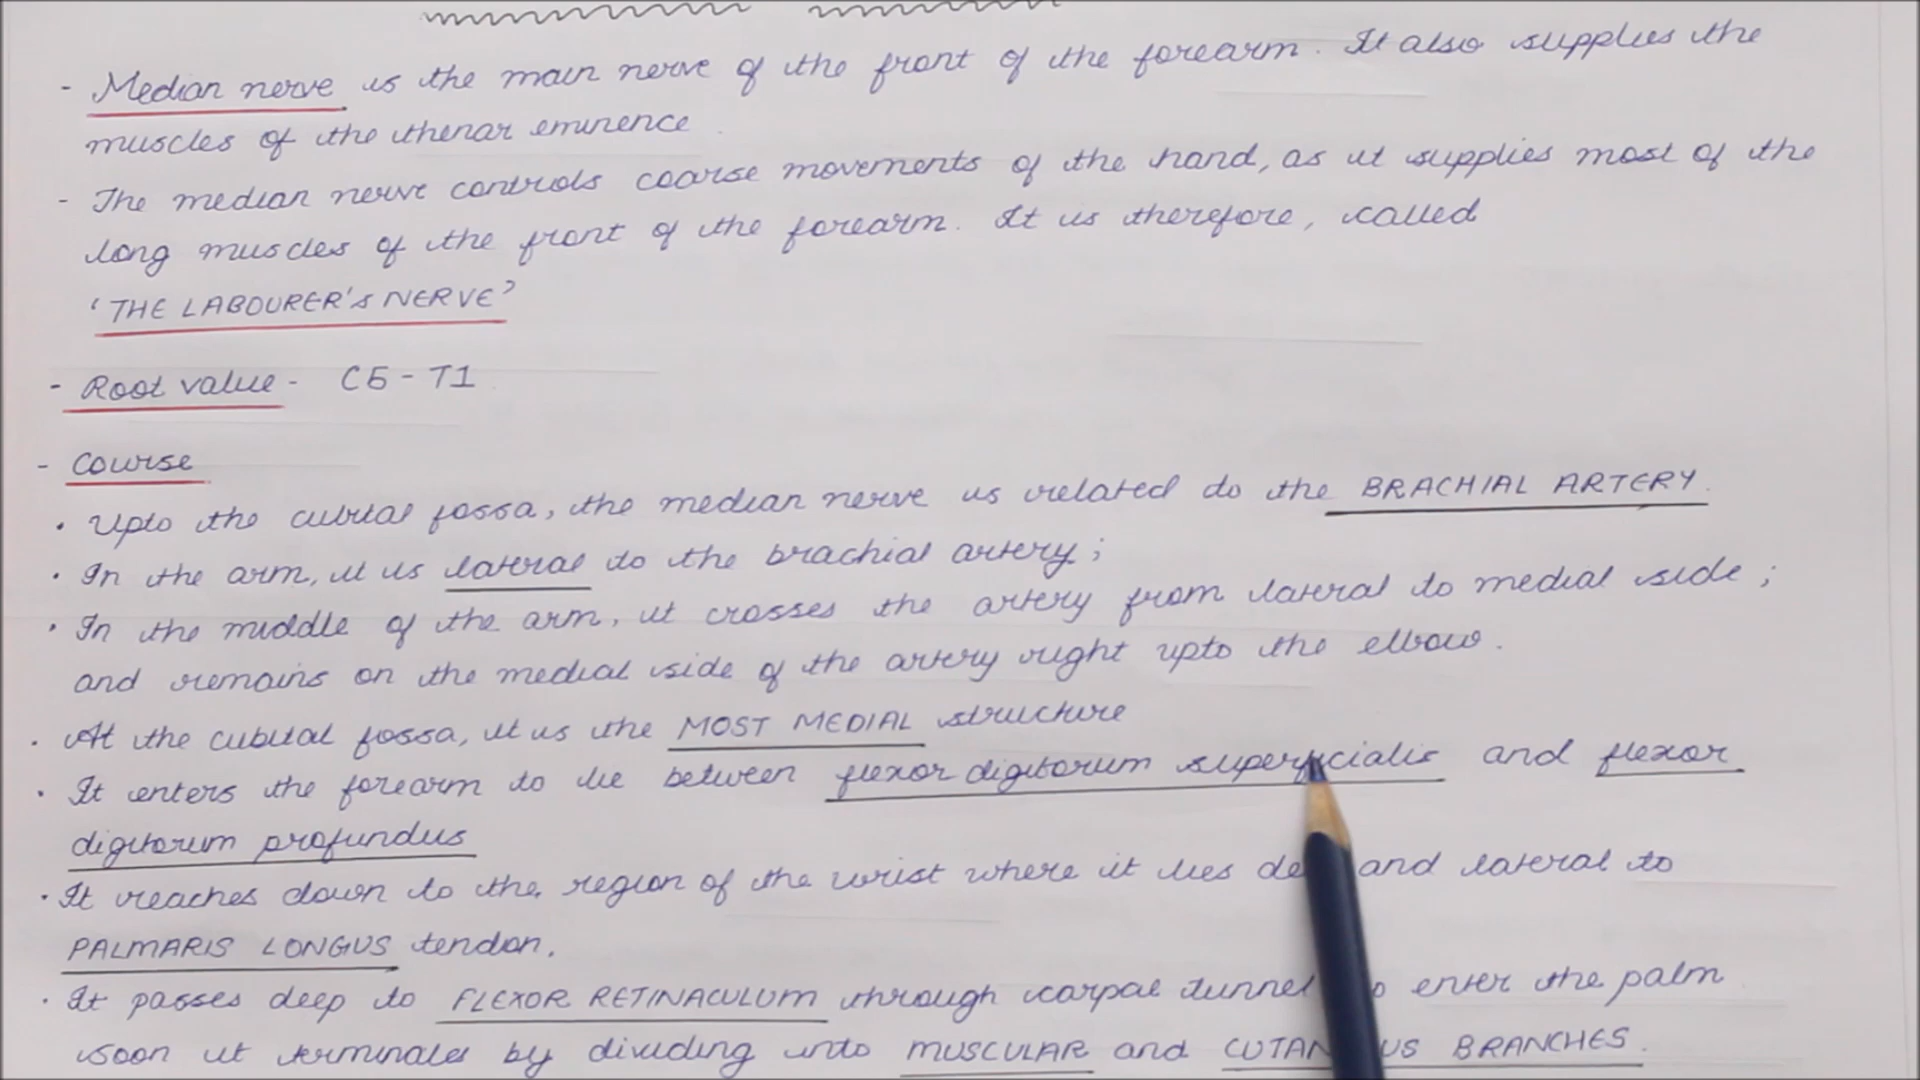 - Median nerve is the main nerve of the front of the forearm. It also supplies the
muscles of the thenar eminence
- The median nerve controls coarse movements of the hand, as it supplies most of the
long muscles of the front of the forearm. It is therefore, called
'THE LABOURER'S NERVE'
- Root value - C5 - T1
- Course
• Upto the cubital fossa, the median nerve is related to the BRACHIAL ARTERY.
• In the arm, it is lateral to the brachial artery;
• In the middle of the arm, it crosses the artery from lateral to medial side;
and remains on the medial side of the artery right upto the elbow.
• At the cubital fossa, it is the MOST MEDIAL structure
• It enters the forearm to lie between flexor digitorum superficialis and flexor
digitorum profundus
• It reaches down to the region of the wrist where it lies and lateral to
PALMARIS LONGUS tendon.
• It passes deep to FLEXOR RETINACULUM through carpal tunnel enter the palm
soon it terminates by dividing into MUSCULAR and BRANCHES.